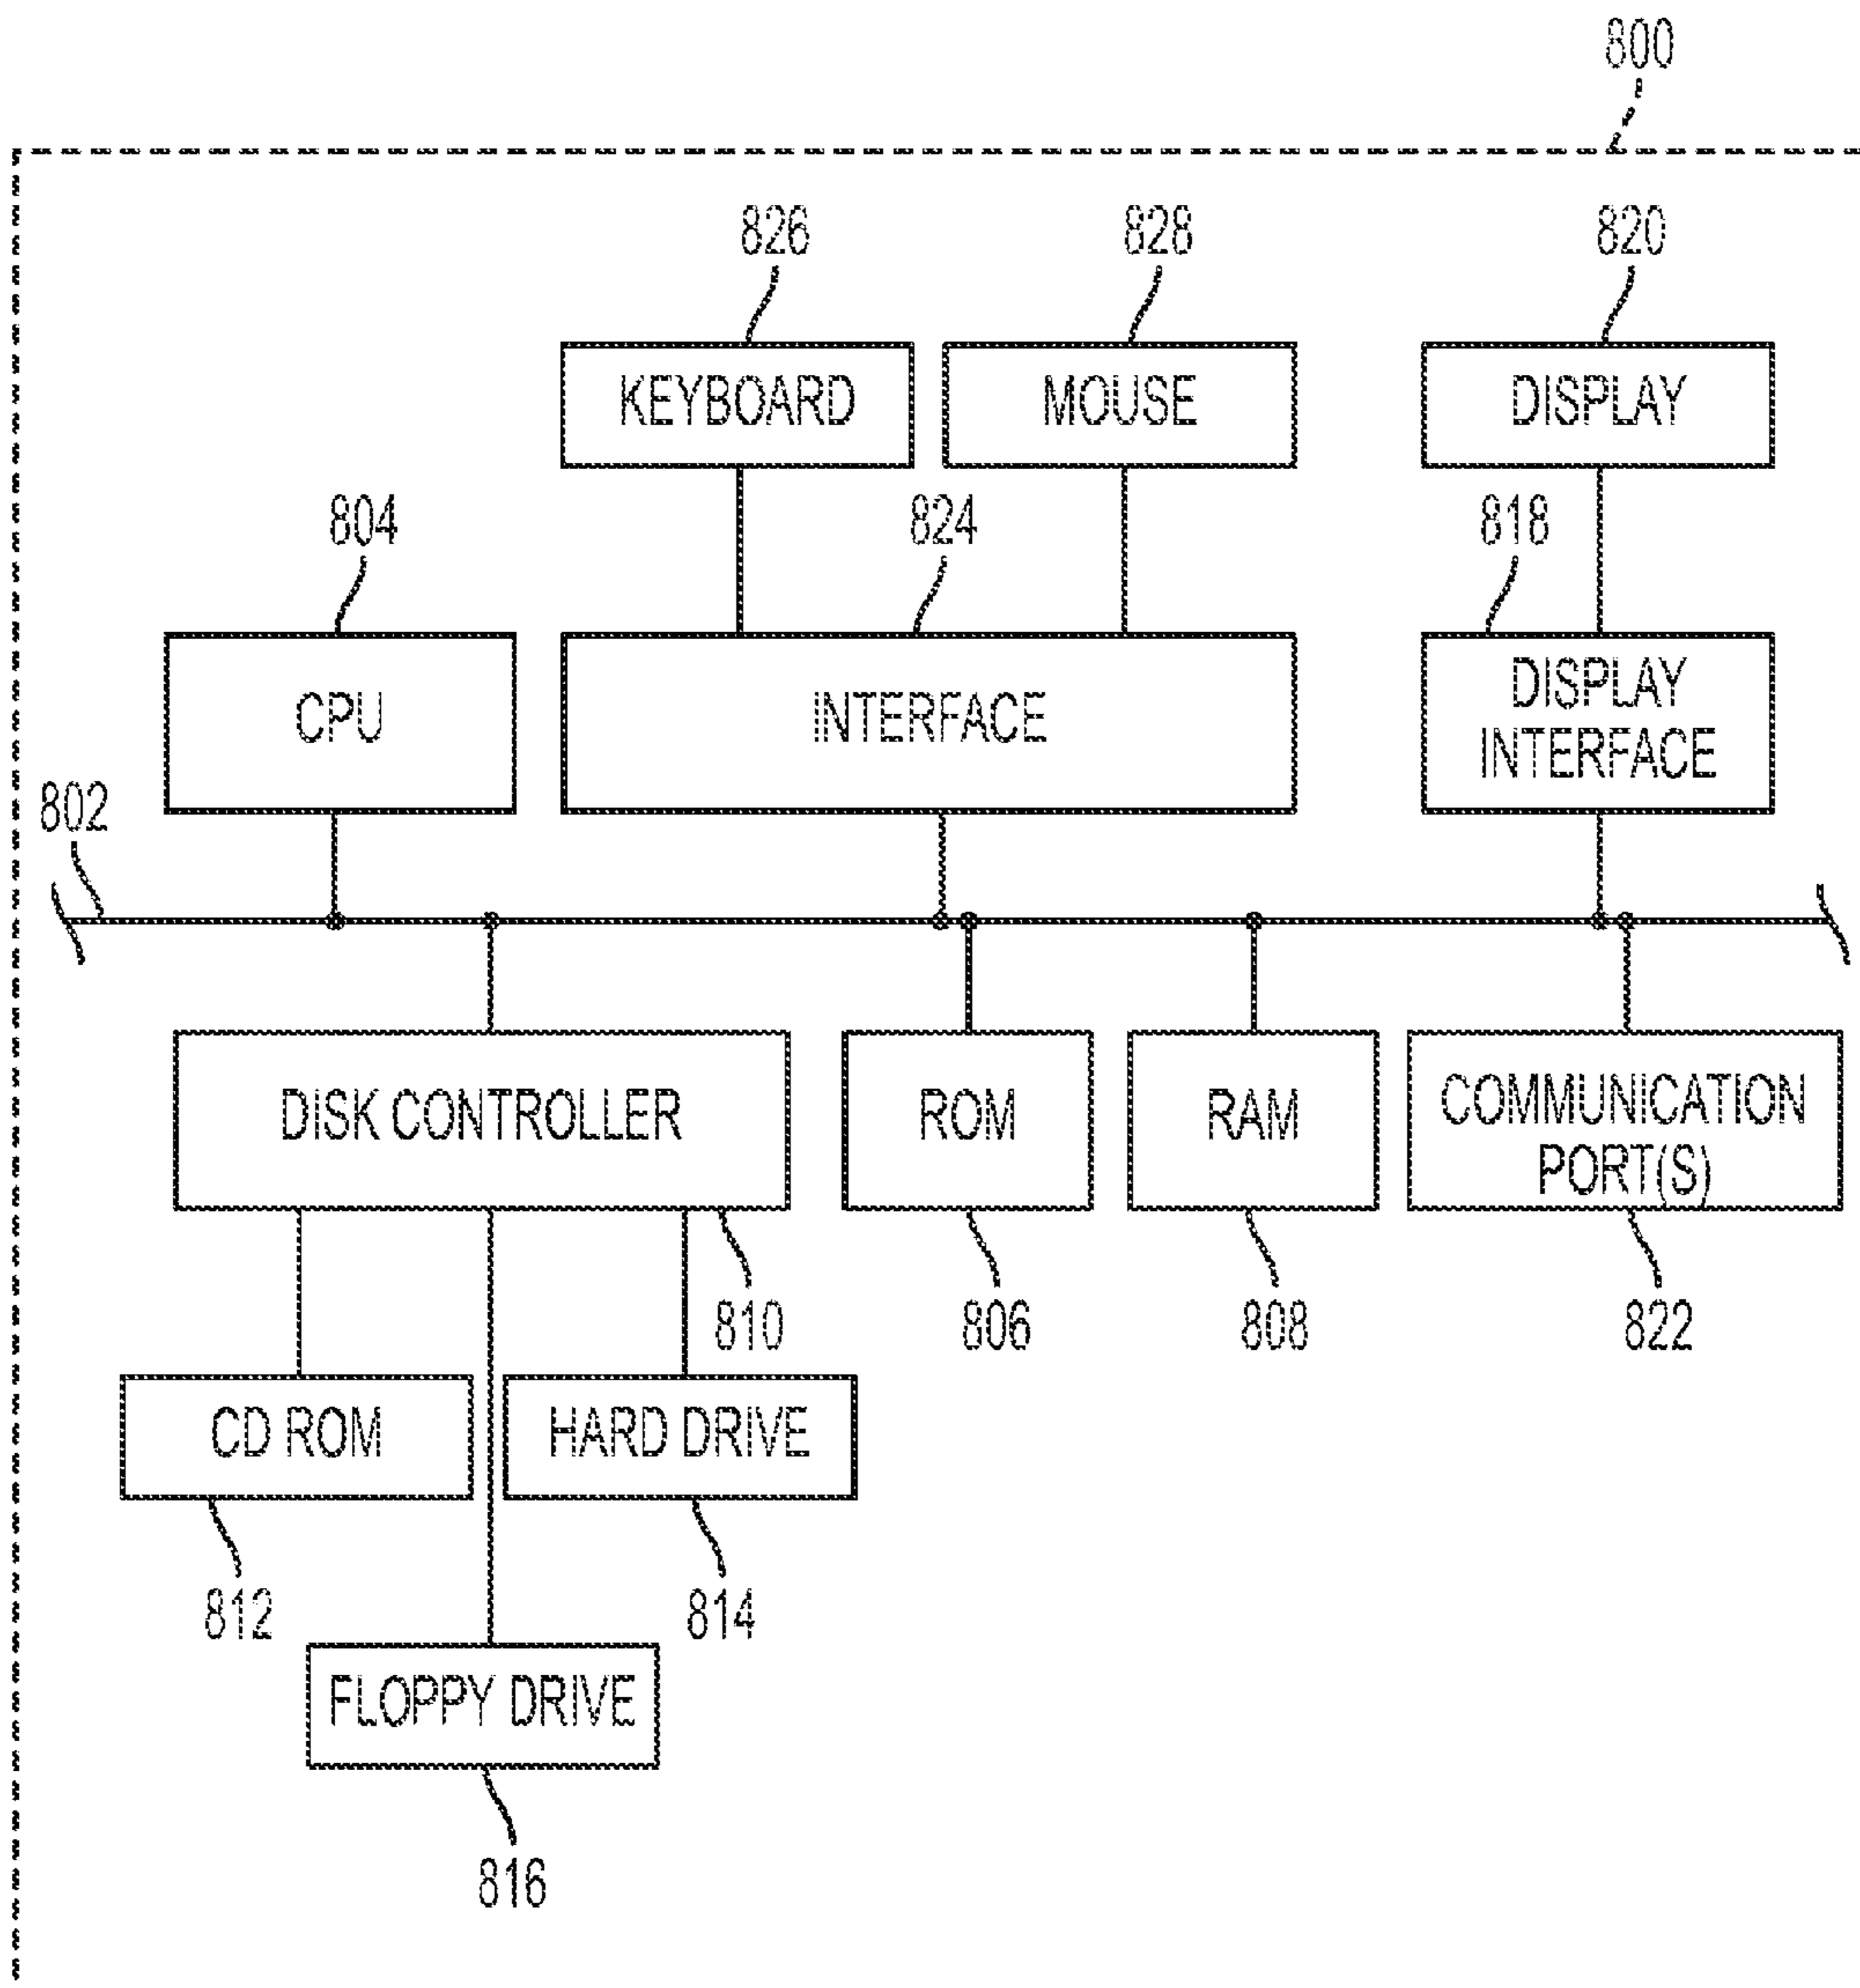 800
826
828
820
KEYBOARD
MOUSE
DISPLAY
804
824
818
CPU
INTERFACE
DISPLAY
INTERFACE
802
DISK CONTROLLER
ROM
RAM
COMMUNICATION
PORT(S)
810
806
808
822
CD ROM
HARD DRIVE
812
814
FLOPPY DRIVE
816